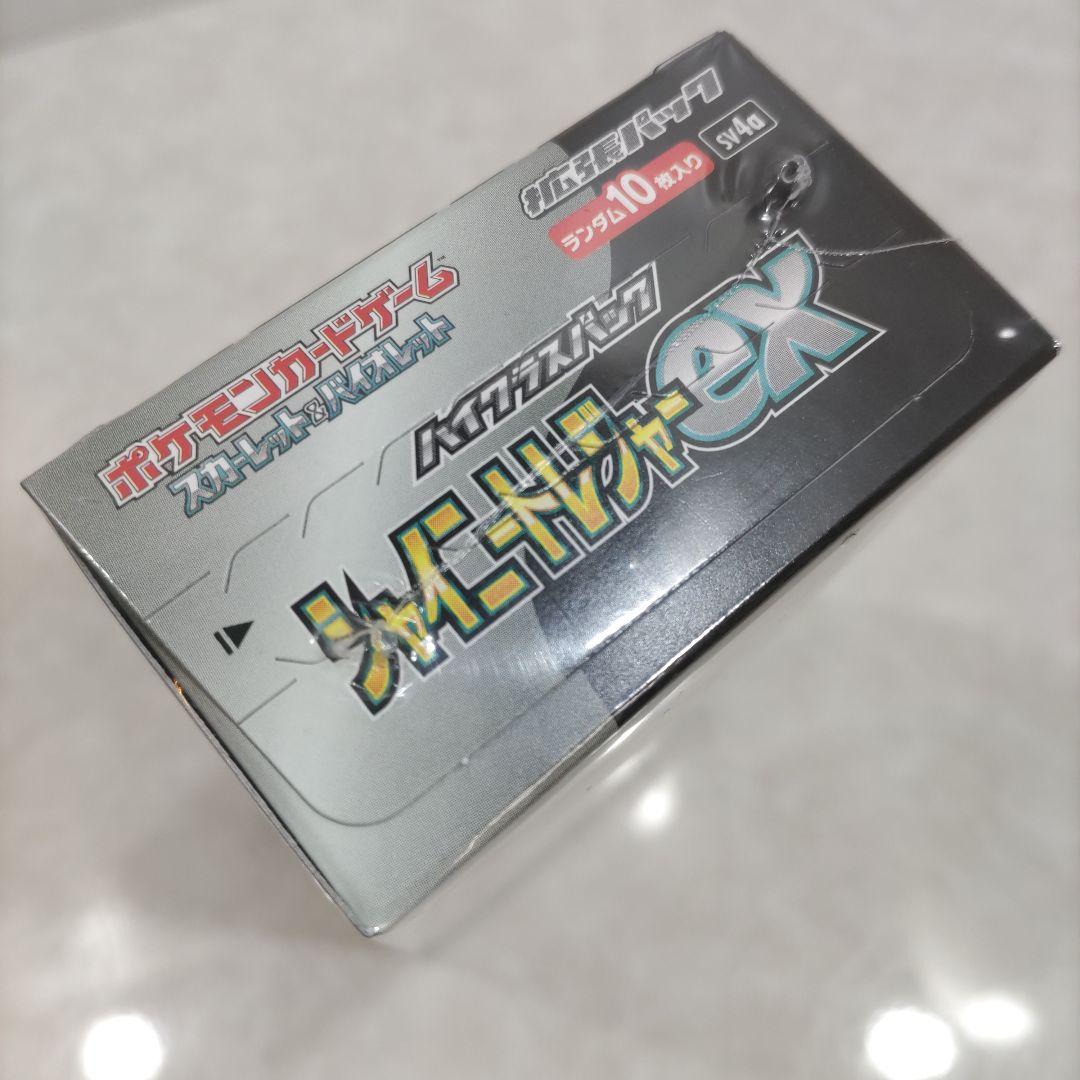 ポケモンカードゲーム™
スカーレット&バイオレット
拡張パック
ランダム10枚入り
sv4a
ハイクラスパック
シャイニートレジャーex